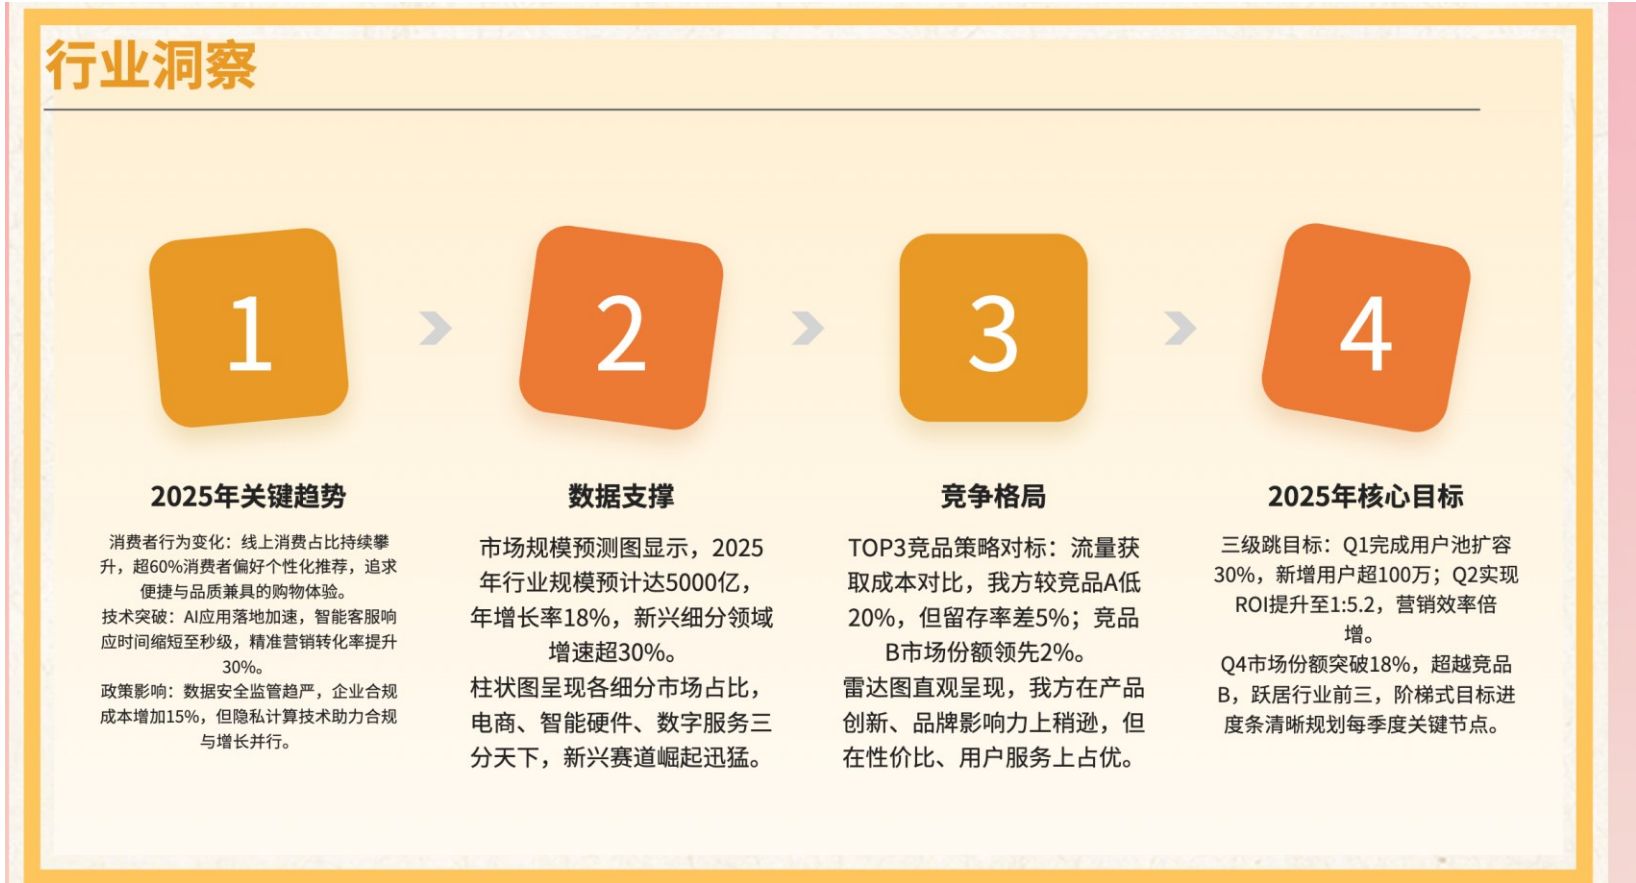 行业洞察
1
2
3
4
2025年关键趋势
消费者行为变化：线上消费占比持续攀
升，超60%消费者偏好个性化推荐，追求
便捷与品质兼具的购物体验。
技术突破：AI应用落地加速，智能客服响
应时间缩短至秒级，精准营销转化率提升
30%。
政策影响：数据安全监管趋严，企业合规
成本增加15%，但隐私计算技术助力合规
与增长并行。
数据支撑
市场规模预测图显示，2025
年行业规模预计达5000亿，
年增长率18%，新兴细分领域
增速超30%。
柱状图呈现各细分市场占比，
电商、智能硬件、数字服务三
分天下，新兴赛道崛起迅猛。
竞争格局
TOP3竞品策略对标：流量获
取成本对比，我方较竞品A低
20%，但留存率差5%；竞品
B市场份额领先2%。
雷达图直观呈现，我方在产品
创新、品牌影响力上稍逊，但
在性价比、用户服务上占优。
2025年核心目标
三级跳目标：Q1完成用户池扩容
30%，新增用户超100万；Q2实现
ROI提升至1:5.2，营销效率倍
增。
Q4市场份额突破18%，超越竞品
B，跃居行业前三，阶梯式目标进
度条清晰规划每季度关键节点。